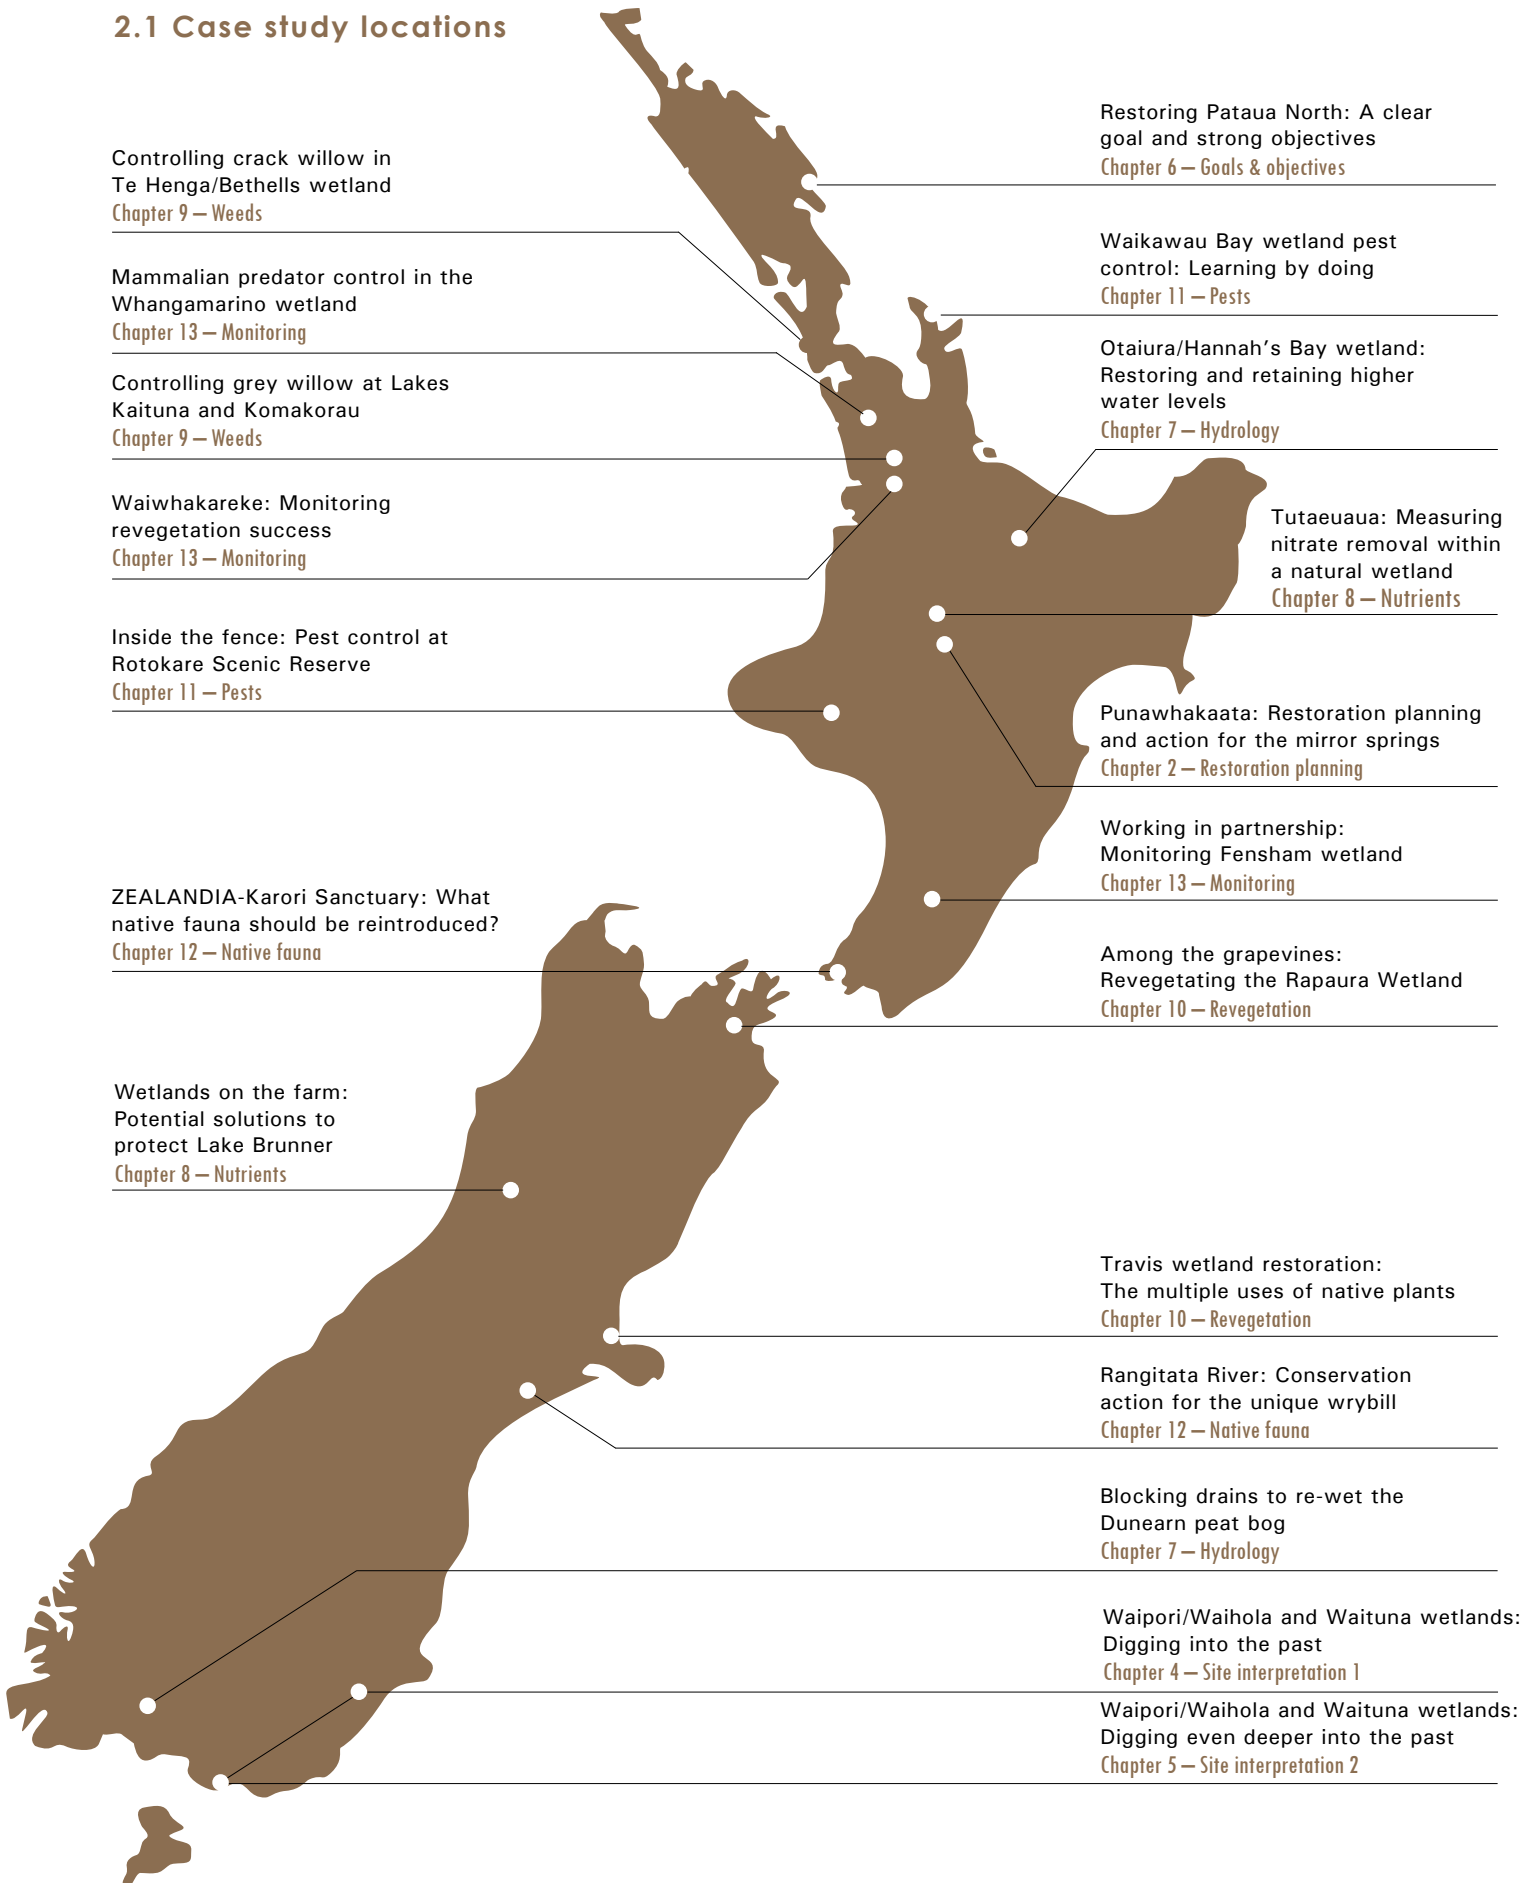 2.1 Case study locations
Controlling crack willow in
Te Henga/Bethells wetland
Chapter 9 – Weeds
Mammalian predator control in the
Whangamarino wetland
Chapter 13 – Monitoring
Controlling grey willow at Lakes
Kaituna and Komakorau
Chapter 9 – Weeds
Waiwhakareke: Monitoring
revegetation success
Chapter 13 – Monitoring
Inside the fence: Pest control at
Rotokare Scenic Reserve
Chapter 11 – Pests
ZEALANDIA-Karori Sanctuary: What
native fauna should be reintroduced?
Chapter 12 – Native fauna
Wetlands on the farm:
Potential solutions to
protect Lake Brunner
Chapter 8 – Nutrients
Restoring Pataua North: A clear
goal and strong objectives
Chapter 6 – Goals & objectives
Waikawau Bay wetland pest
control: Learning by doing
Chapter 11 – Pests
Otaiura/Hannah's Bay wetland:
Restoring and retaining higher
water levels
Chapter 7 – Hydrology
Tutaeuaua: Measuring
nitrate removal within
a natural wetland
Chapter 8 – Nutrients
Punawhakaata: Restoration planning
and action for the mirror springs
Chapter 2 – Restoration planning
Working in partnership:
Monitoring Fensham wetland
Chapter 13 – Monitoring
Among the grapevines:
Revegetating the Rapaura Wetland
Chapter 10 – Revegetation
Travis wetland restoration:
The multiple uses of native plants
Chapter 10 – Revegetation
Rangitata River: Conservation
action for the unique wrybill
Chapter 12 – Native fauna
Blocking drains to re-wet the
Dunearn peat bog
Chapter 7 – Hydrology
Waipori/Waihola and Waituna wetlands:
Digging into the past
Chapter 4 – Site interpretation 1
Waipori/Waihola and Waituna wetlands:
Digging even deeper into the past
Chapter 5 – Site interpretation 2